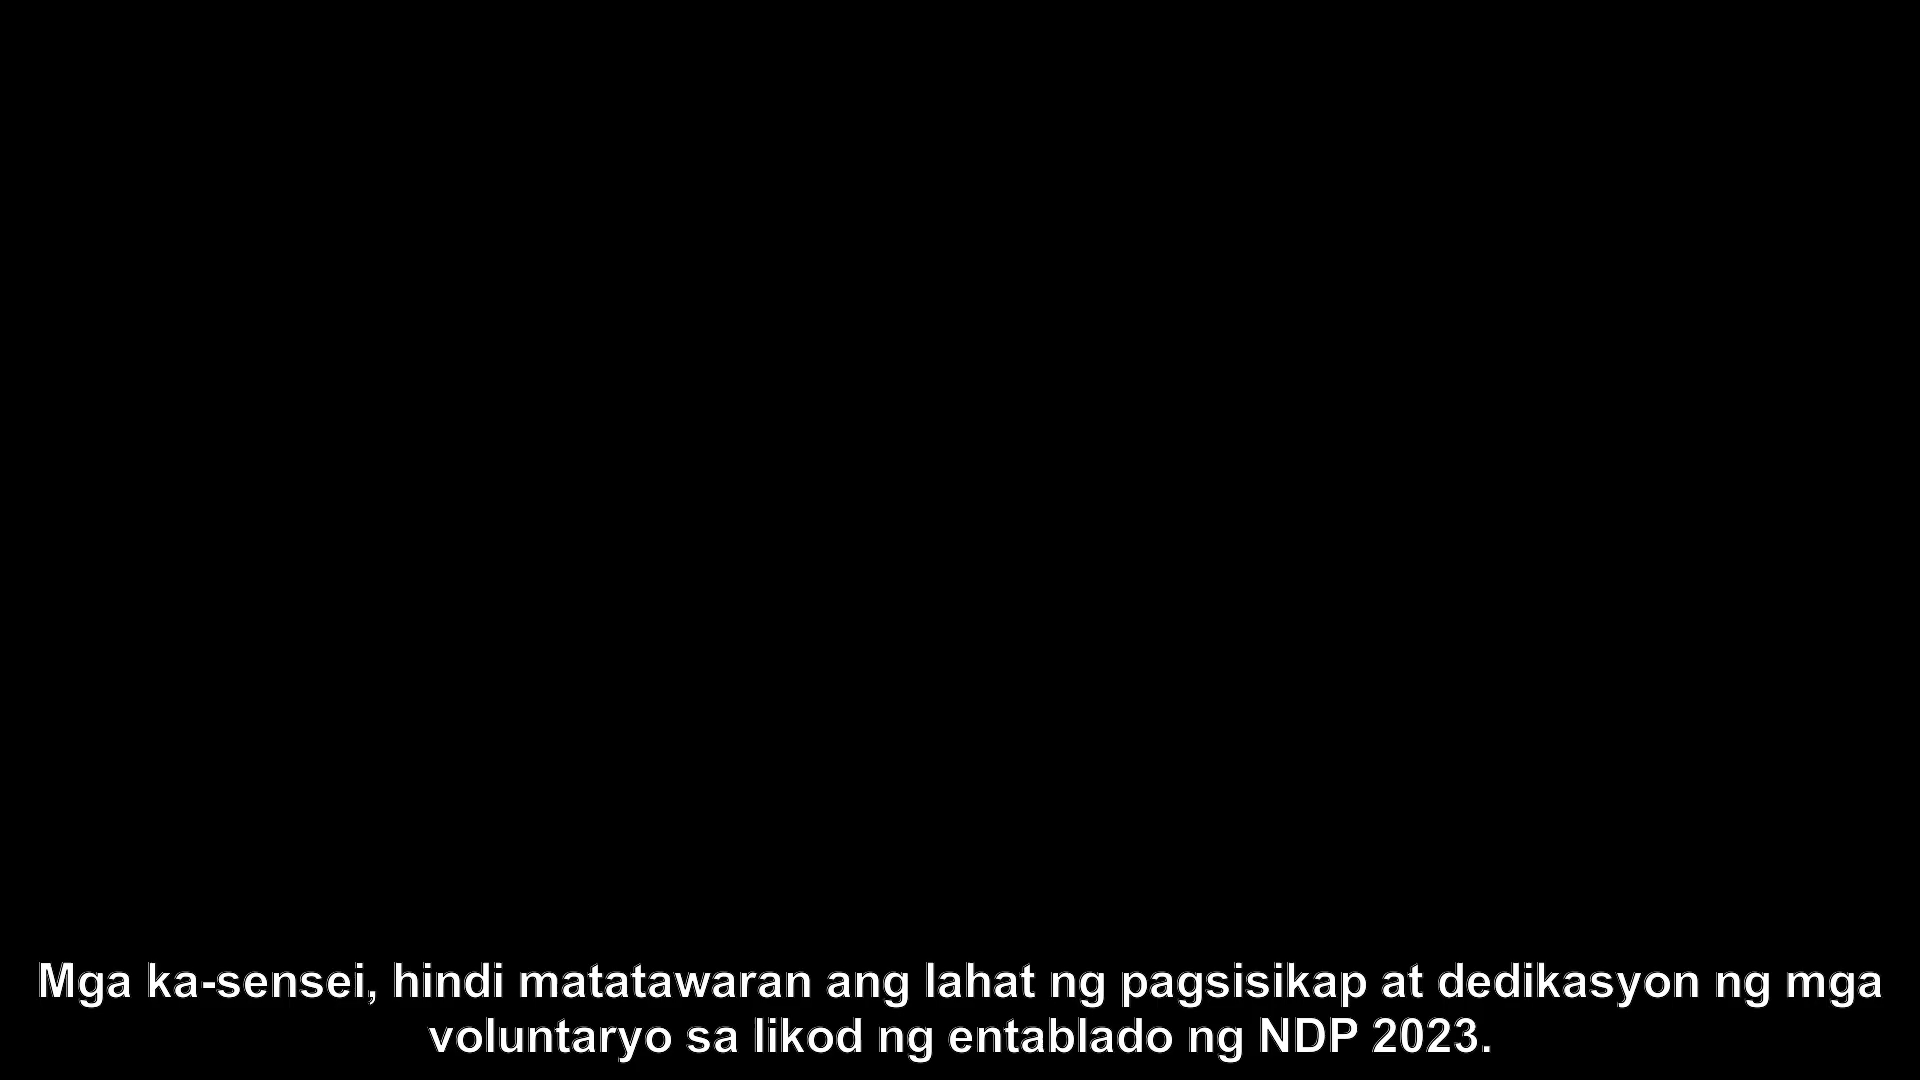 Mga ka-sensei, hindi matatawaran ang lahat ng pagsisikap at dedikasyon ng mga
voluntaryo sa likod ng entablado ng NDP 2023.